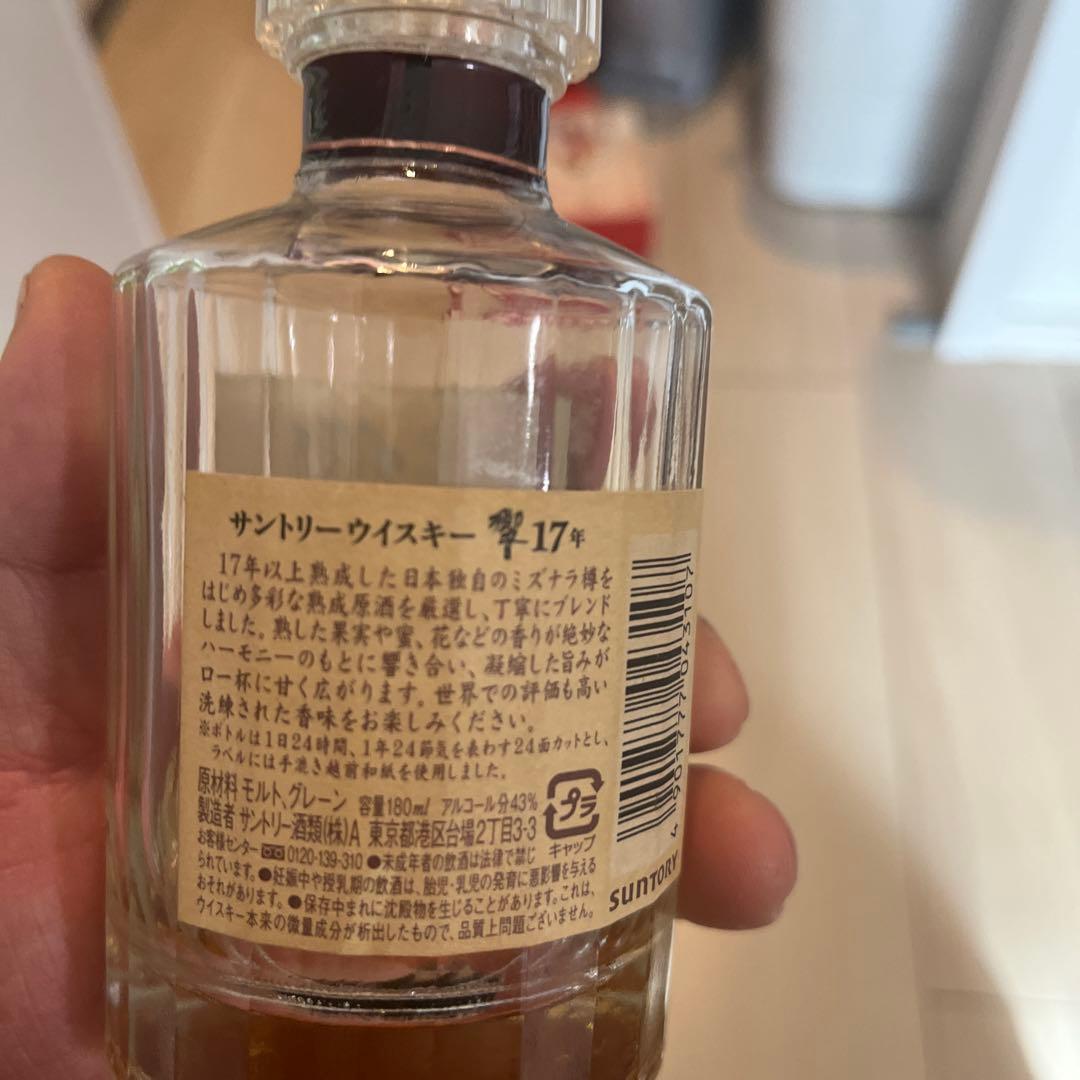 サントリーウイスキー 響17年
17年以上熟成した日本独自のミズナラ樽を
はじめ多彩な熟成原酒を厳選し、丁寧にブレンド
しました。熟した果実や蜜、花などの香りが絶妙な
ハーモニーのもとに響き合い、凝縮した旨みが
口一杯に甘く広がります。世界での評価も高い
洗練された香味をお楽しみください。
※ボトルは1日24時間、1年24節気を表わす24面カットとし、
ラベルには手漉き越前和紙を使用しました。
原材料 モルト、グレーン 容量180ml アルコール分43%
製造者 サントリー酒類(株)A 東京都港区台場2丁目3-3
お客様センター 0120-139-310 ●未成年者の飲酒は法律で禁じ
られています。●妊娠中や授乳期の飲酒は、胎児・乳児の発育に悪影響を与える
おそれがあります。●保存中まれに沈殿物を生じることがあります。これは、
ウイスキー本来の微量成分が析出したもので、品質上問題ございません。
プラ
キャップ
4 901777 043107
SUNTORY